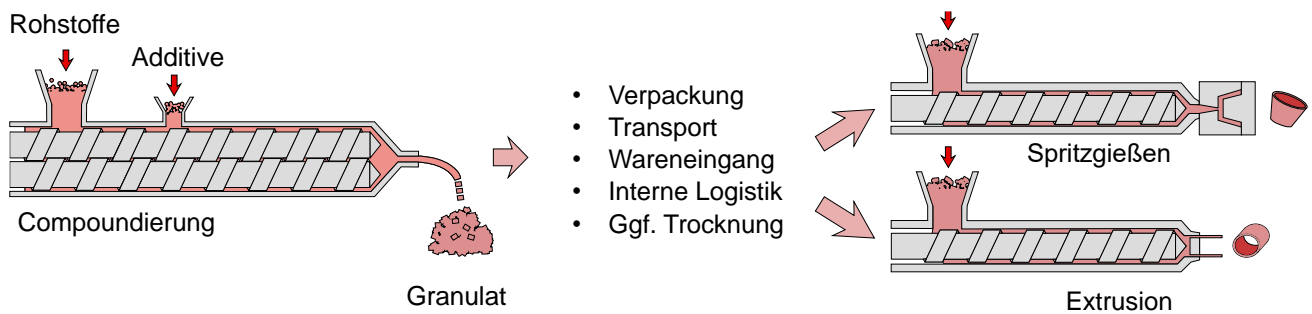 Rohstoffe
Additive
Compoundierung
Granulat
• Verpackung
• Transport
• Wareneingang
• Interne Logistik
• Ggf. Trocknung
Spritzgießen
Extrusion